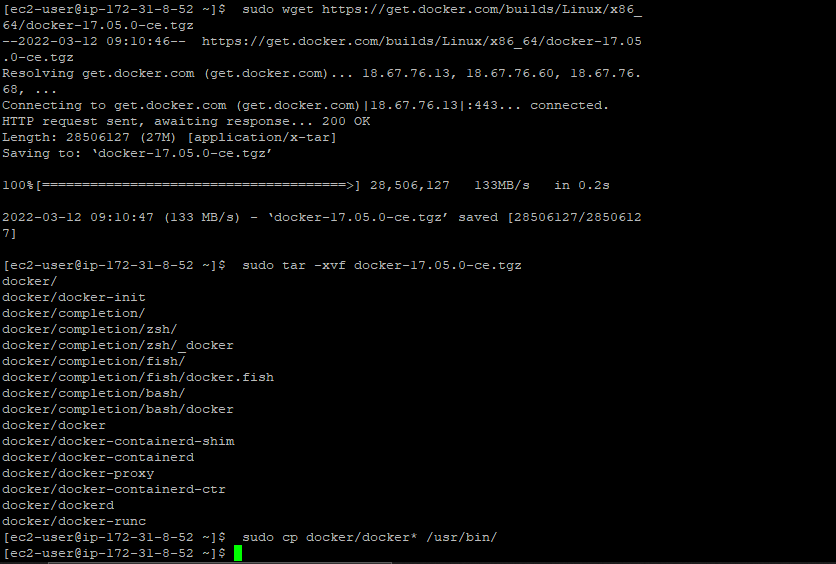 [ec2-user@ip-172-31-8-52 ~]$  sudo wget https://get.docker.com/builds/Linux/x86_
64/docker-17.05.0-ce.tgz
--2022-03-12 09:10:46--  https://get.docker.com/builds/Linux/x86_64/docker-17.05
.0-ce.tgz
Resolving get.docker.com (get.docker.com)... 18.67.76.13, 18.67.76.60, 18.67.76.
68, ...
Connecting to get.docker.com (get.docker.com)|18.67.76.13|:443... connected.
HTTP request sent, awaiting response... 200 OK
Length: 28506127 (27M) [application/x-tar]
Saving to: ‘docker-17.05.0-ce.tgz’
100%[======================================>] 28,506,127   133MB/s   in 0.2s
2022-03-12 09:10:47 (133 MB/s) - ‘docker-17.05.0-ce.tgz’ saved [28506127/2850612
7]
[ec2-user@ip-172-31-8-52 ~]$  sudo tar -xvf docker-17.05.0-ce.tgz
docker/
docker/docker-init
docker/completion/
docker/completion/zsh/
docker/completion/zsh/_docker
docker/completion/fish/
docker/completion/fish/docker.fish
docker/completion/bash/
docker/completion/bash/docker
docker/docker
docker/docker-containerd-shim
docker/docker-containerd
docker/docker-proxy
docker/docker-containerd-ctr
docker/dockerd
docker/docker-runc
[ec2-user@ip-172-31-8-52 ~]$  sudo cp docker/docker* /usr/bin/
[ec2-user@ip-172-31-8-52 ~]$